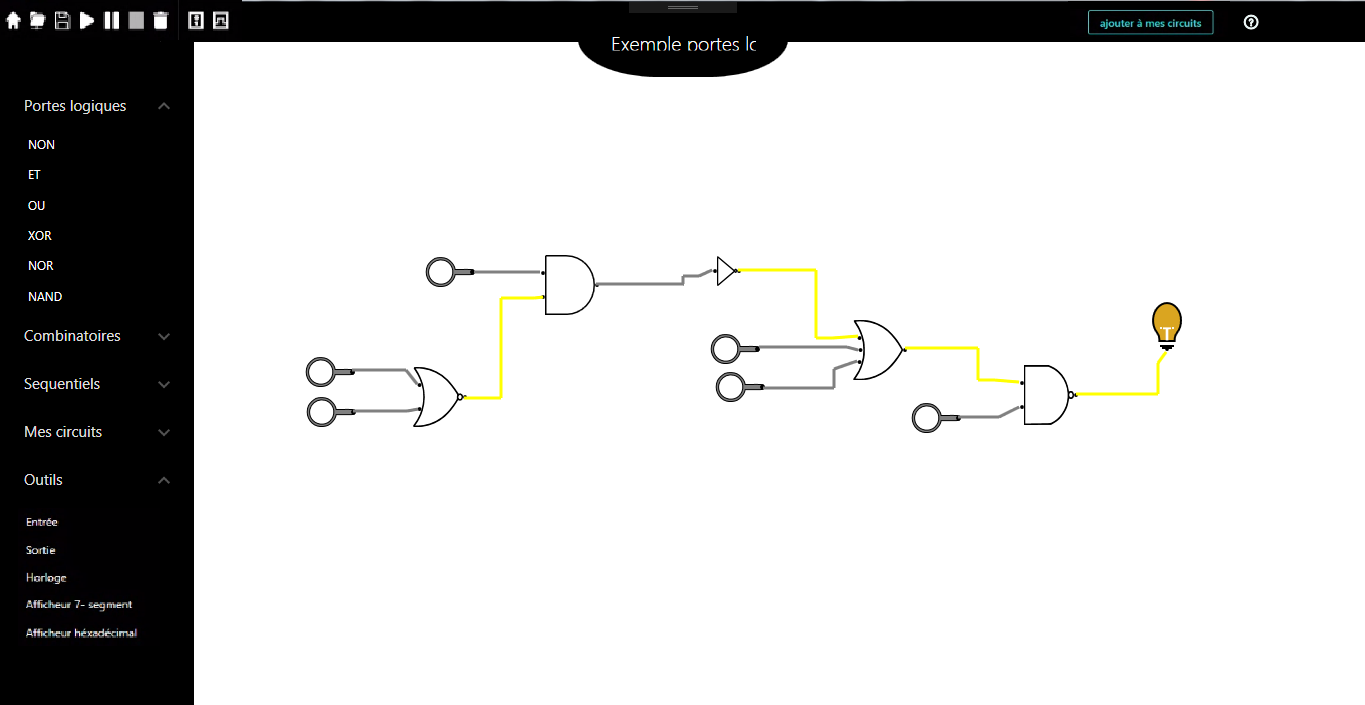 ajouter à mes circuits
Exemple portes lo
Portes logiques
NON
ET
OU
XOR
NOR
NAND
Combinatoires
Sequentiels
Mes circuits
Outils
Entrée
Sortie
Horloge
Afficheur 7- segment
Afficheur héxadécimal